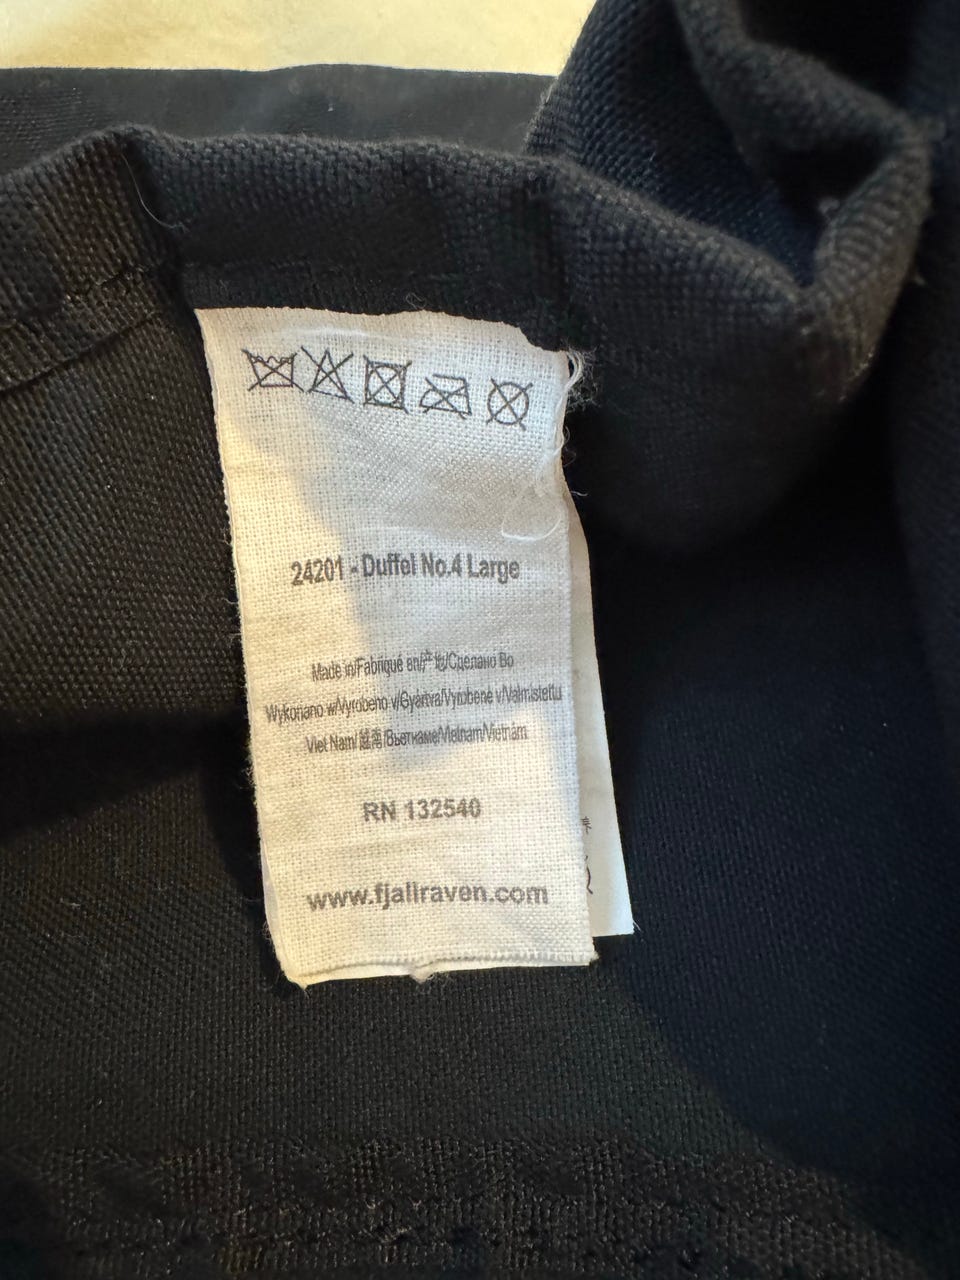 24201 - Duffel No.4 Large
Made in/Fabriqué en/产地/Сделано Во
Wykonano w/Vyrobeno v/Gyártva/Vyrobené v/Valmistettu
Viet Nam/越南/Вьетнаме/Vietnam/Vietnam
RN 132540
www.fjallraven.com